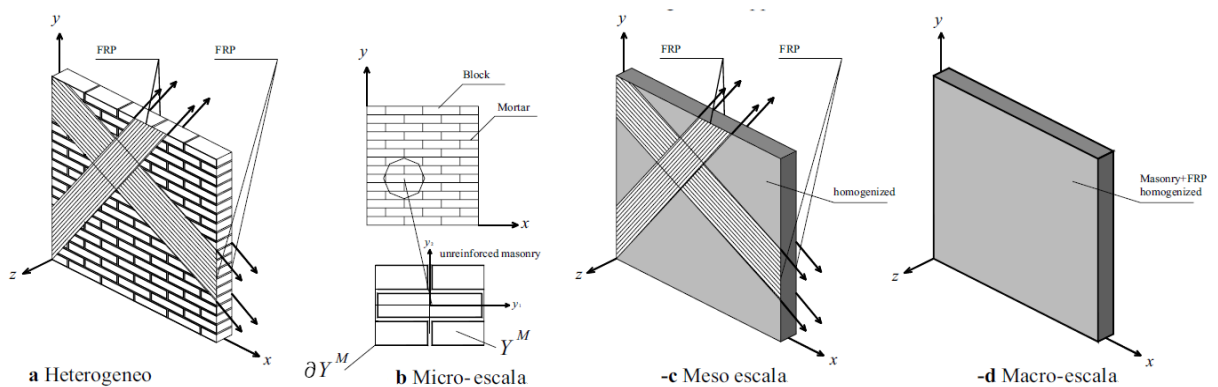 y
FRP
FRP
z
x
a Heterogeneo
y
Block
Mortar
x
y₂
unreinforced masonry
y₁
Y^M
∂Y^M
b Micro-escala
y
FRP
FRP
homogenized
z
x
-c Meso escala
y
Masonry+FRP
homogenized
z
x
-d Macro-escala